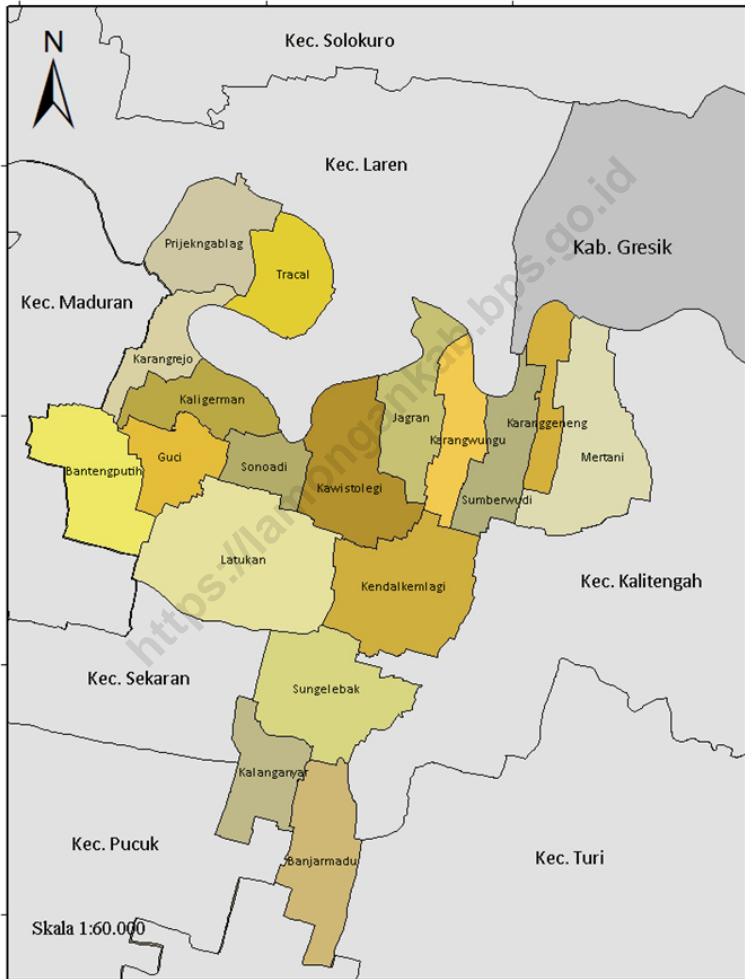 N
Kec. Solokuro
Kec. Laren
Kab. Gresik
Prijekngablag
Tracal
Kec. Maduran
Karangrejo
Kaligerman
Jagran
Karanggeneng
Karangwungu
Guci
Sonoadi
Mertani
Bantengputih
Kawistolegi
Sumberwudi
Latukan
Kendalkemlagi
Kec. Kalitengah
Kec. Sekaran
Sungelebak
Kalanganyar
Kec. Pucuk
Banjarmadu
Kec. Turi
Skala 1:60.000
https://lamongankab.bps.go.id